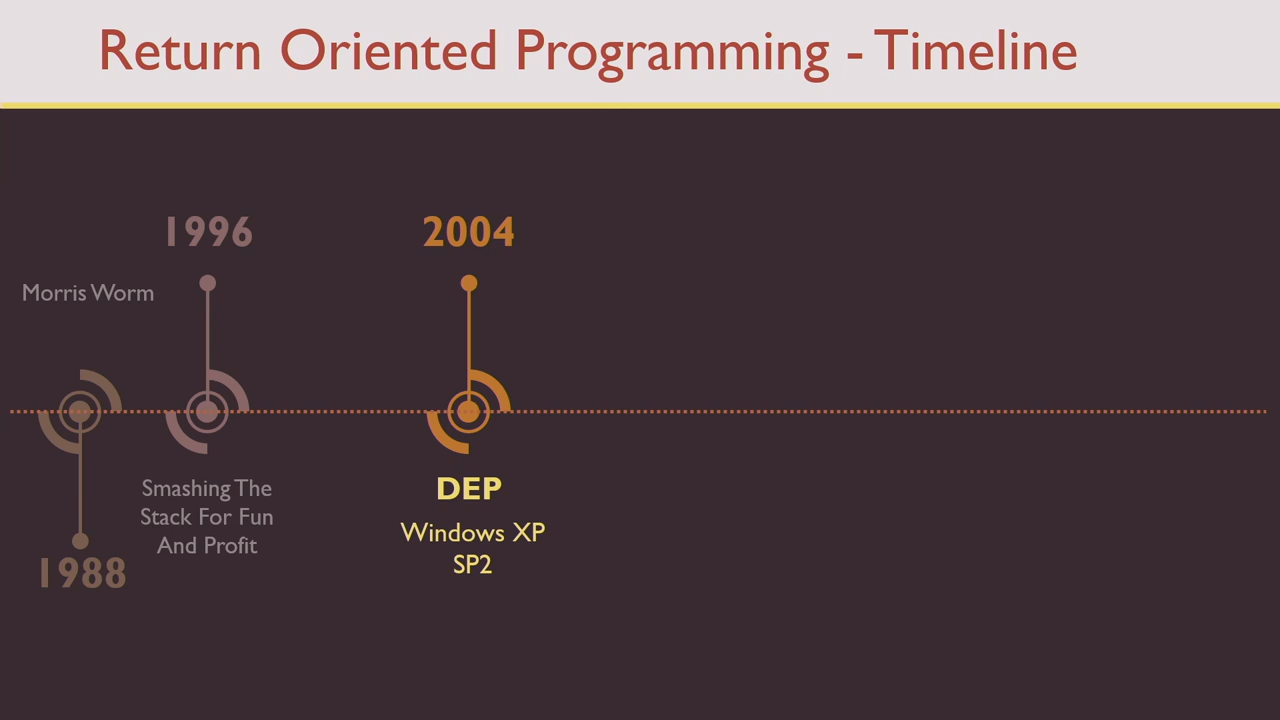 Return Oriented Programming - Timeline
1996
2004
Morris Worm
Smashing The
Stack For Fun
And Profit
DEP
Windows XP
SP2
1988